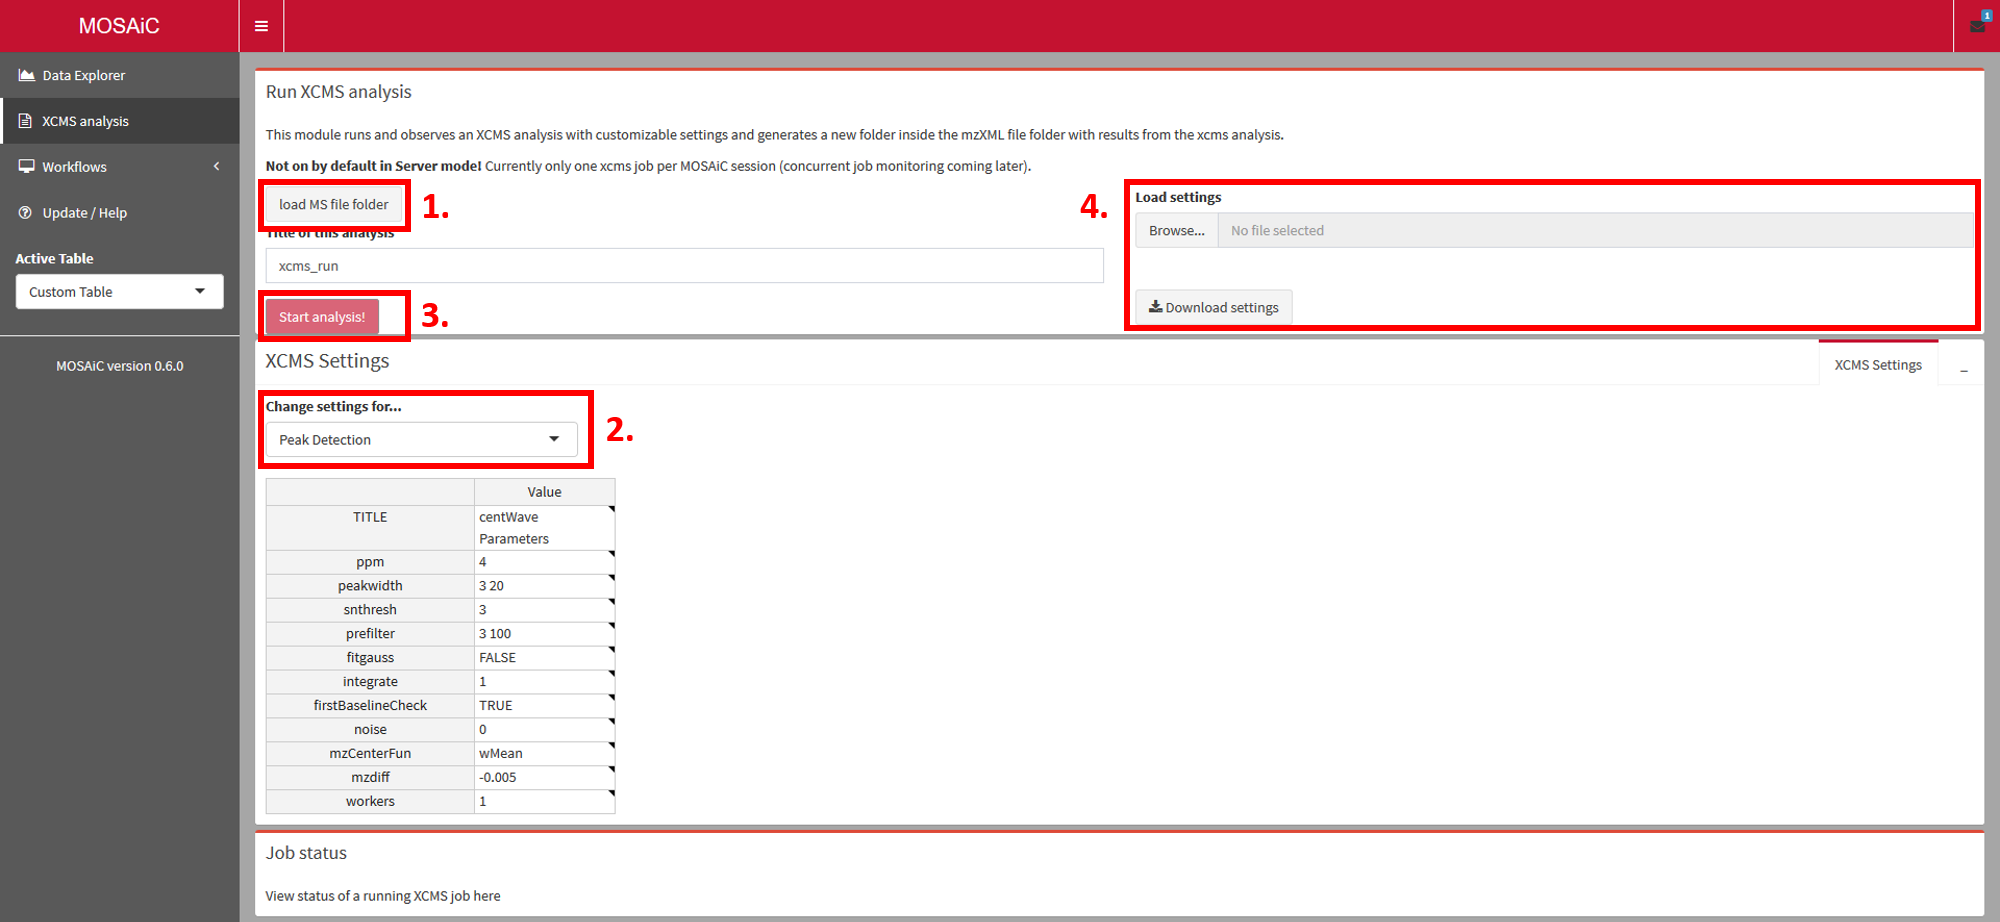 MOSAiC
1
Data Explorer
XCMS analysis
Workflows
Update / Help
Active Table
Custom Table
MOSAiC version 0.6.0
Run XCMS analysis
This module runs and observes an XCMS analysis with customizable settings and generates a new folder inside the mzXML file folder with results from the xcms analysis.
Not on by default in Server mode! Currently only one xcms job per MOSAiC session (concurrent job monitoring coming later).
load MS file folder
1.
Title of this analysis
xcms_run
Start analysis!
3.
4.
Load settings
Browse... No file selected
Download settings
XCMS Settings
XCMS Settings
_
Change settings for...
Peak Detection
2.
Value
TITLE centWave
Parameters
ppm 4
peakwidth 3 20
snthresh 3
prefilter 3 100
fitgauss FALSE
integrate 1
firstBaselineCheck TRUE
noise 0
mzCenterFun wMean
mzdiff -0.005
workers 1
Job status
View status of a running XCMS job here